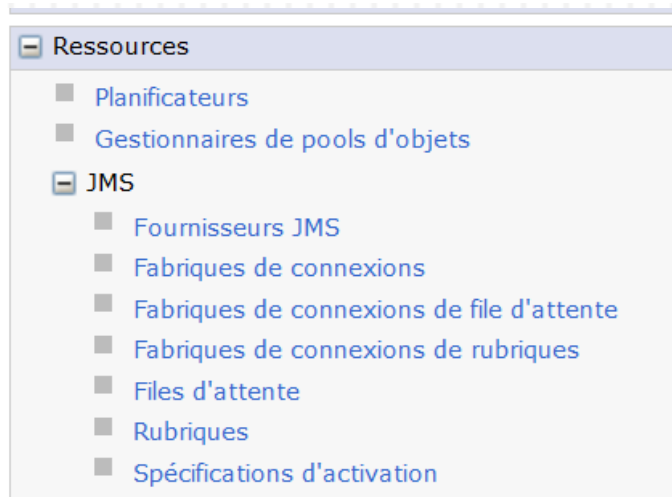 Ressources
Planificateurs
Gestionnaires de pools d'objets
JMS
Fournisseurs JMS
Fabriques de connexions
Fabriques de connexions de file d'attente
Fabriques de connexions de rubriques
Files d'attente
Rubriques
Spécifications d'activation